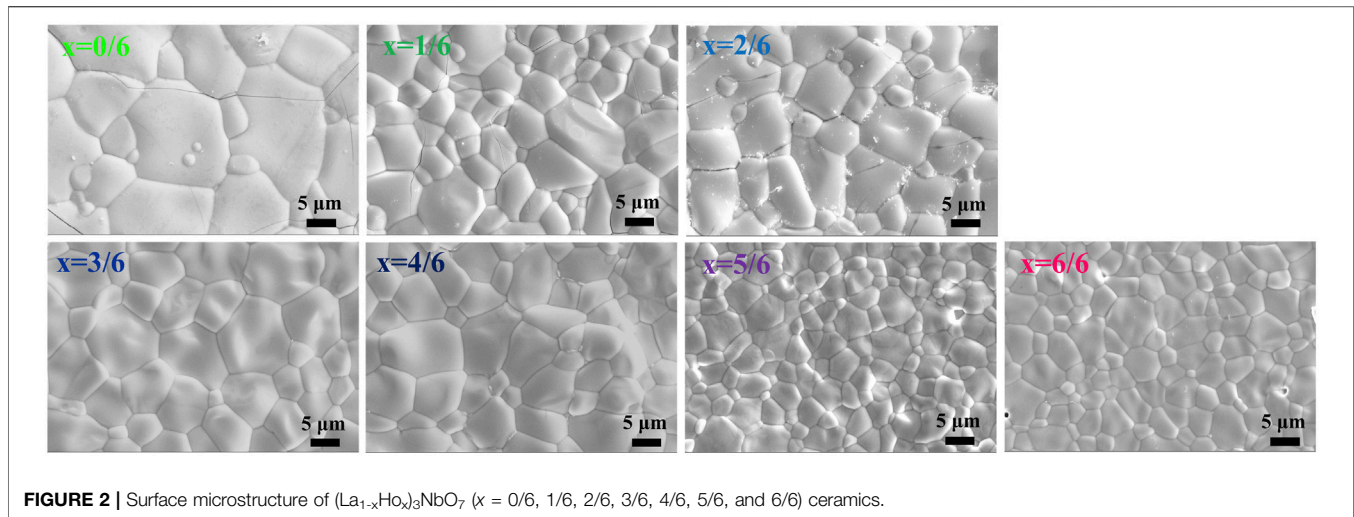 x=0/6
x=1/6
x=2/6
5 μm
5 μm
5 μm
x=3/6
x=4/6
x=5/6
x=6/6
5 μm
5 μm
5 μm
5 μm
FIGURE 2 | Surface microstructure of (La₁₋ₓHoₓ)₃NbO₇ (x = 0/6, 1/6, 2/6, 3/6, 4/6, 5/6, and 6/6) ceramics.